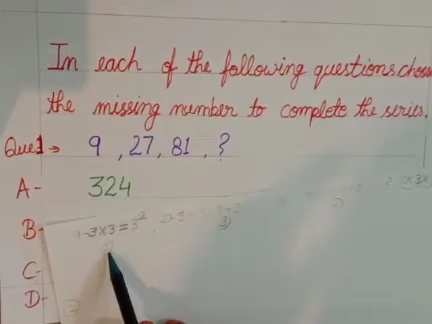 In each of the following questions choose
the missing number to complete the series.
Que1→ 9, 27, 81, ?
A- 324
B-
C-
D-